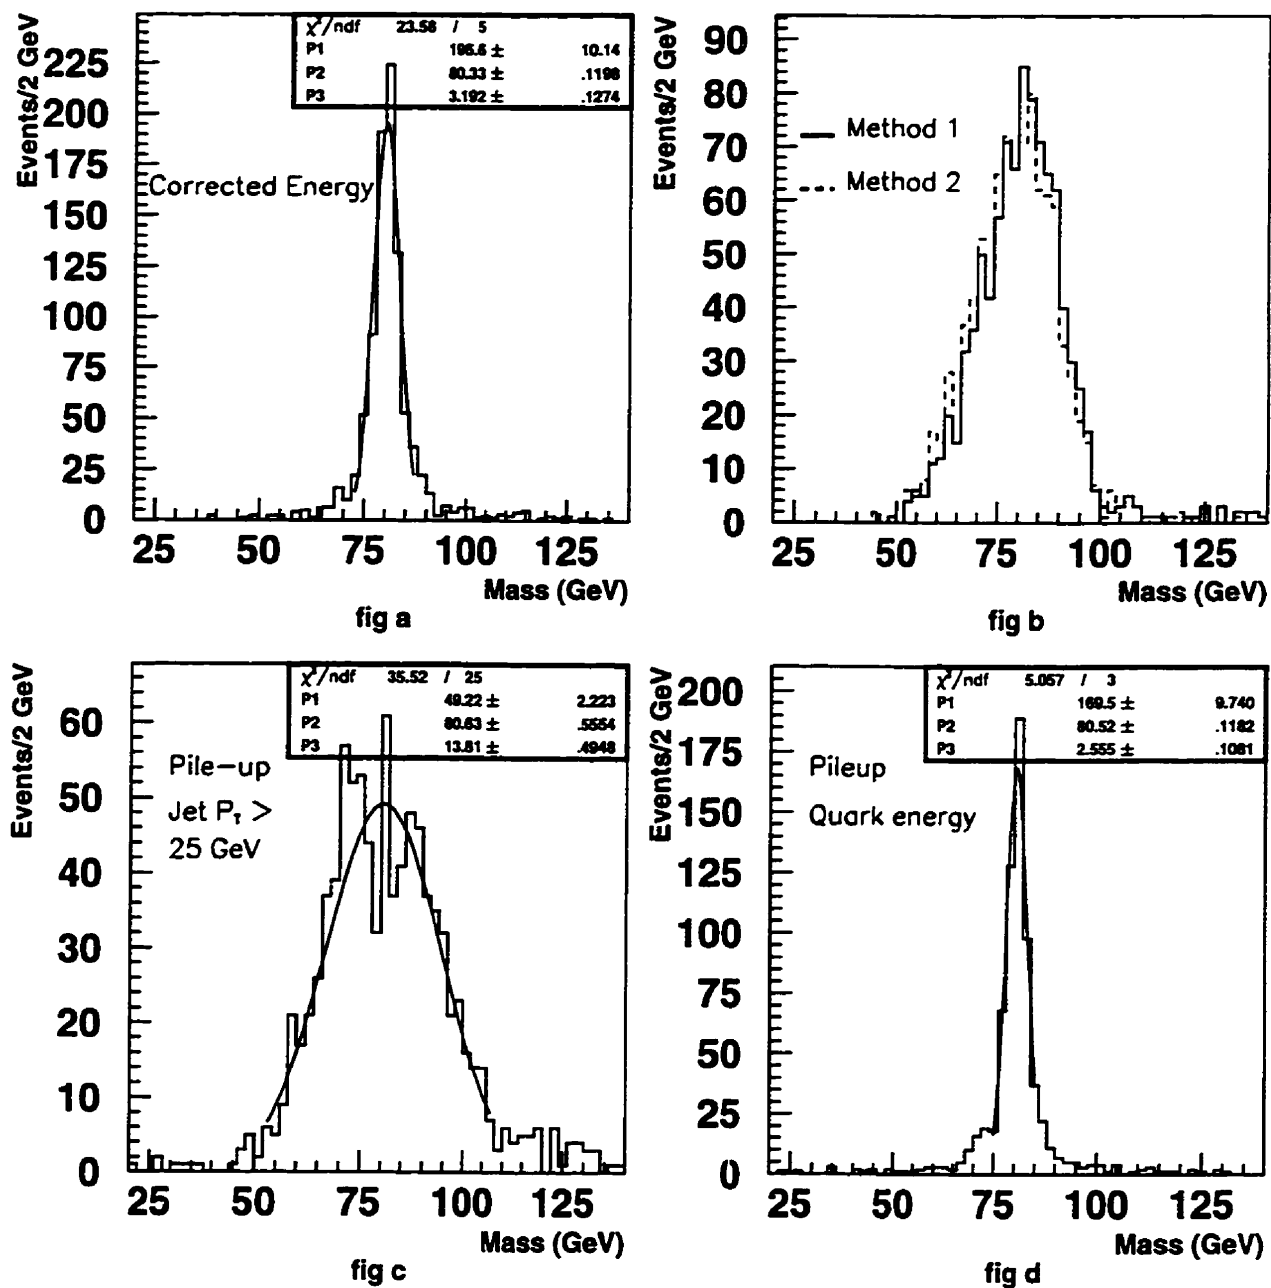 Events/2 GeV
χ²/ndf 23.58 / 5
P1 195.6 ± 10.14
P2 80.33 ± .1198
P3 3.192 ± .1274
Corrected Energy
225
200
175
150
125
100
75
50
25
0
25 50 75 100 125
Mass (GeV)
fig a
Events/2 GeV
Method 1
Method 2
90
80
70
60
50
40
30
20
10
0
25 50 75 100 125
Mass (GeV)
fig b
Events/2 GeV
χ²/ndf 35.52 / 25
P1 49.22 ± 2.223
P2 80.63 ± .5554
P3 13.81 ± .4948
Pile-up
Jet P_T >
25 GeV
60
50
40
30
20
10
0
25 50 75 100 125
Mass (GeV)
fig c
Events/2 GeV
χ²/ndf 5.057 / 3
P1 169.5 ± 9.740
P2 80.52 ± .1182
P3 2.555 ± .1081
Pileup
Quark energy
200
175
150
125
100
75
50
25
0
25 50 75 100 125
Mass (GeV)
fig d